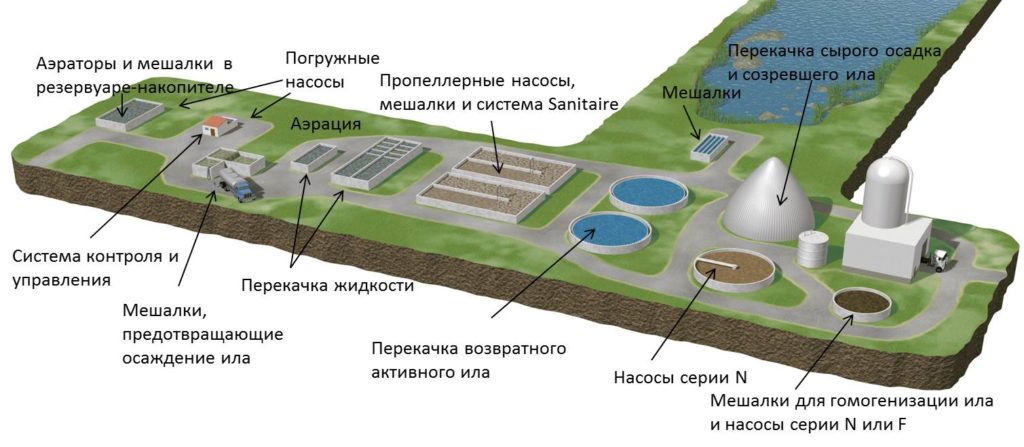 Аэраторы и мешалки в
резервуаре-накопителе
Погружные
насосы
Аэрация
Пропеллерные насосы,
мешалки и система Sanitaire
Мешалки
Перекачка сырого осадка
и созревшего ила
Система контроля и
управления
Мешалки,
предотвращающие
осаждение ила
Перекачка жидкости
Перекачка возвратного
активного ила
Насосы серии N
Мешалки для гомогенизации ила
и насосы серии N или F